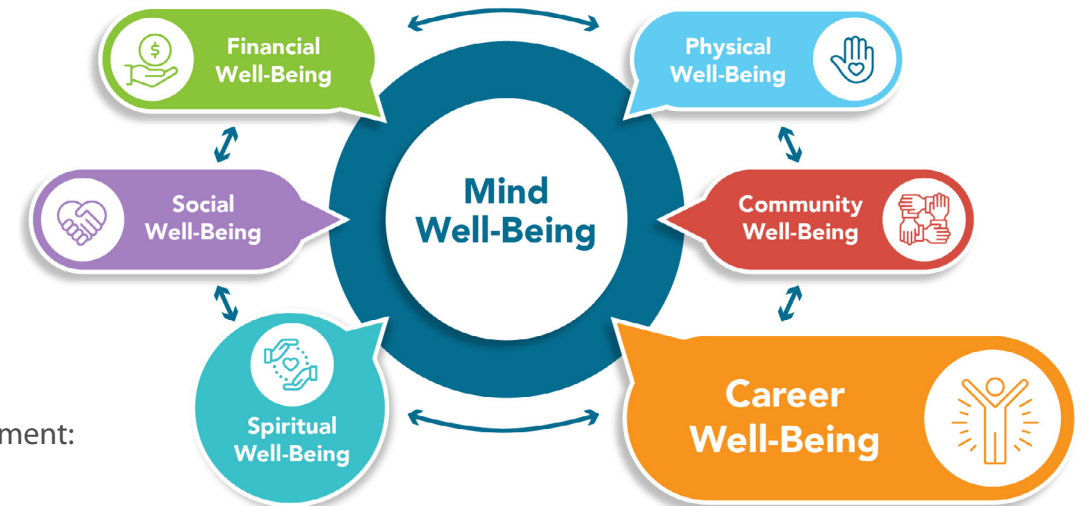 $
Financial
Well-Being
Physical
Well-Being
Social
Well-Being
Mind
Well-Being
Community
Well-Being
Career
Well-Being
Spiritual
Well-Being
ment: